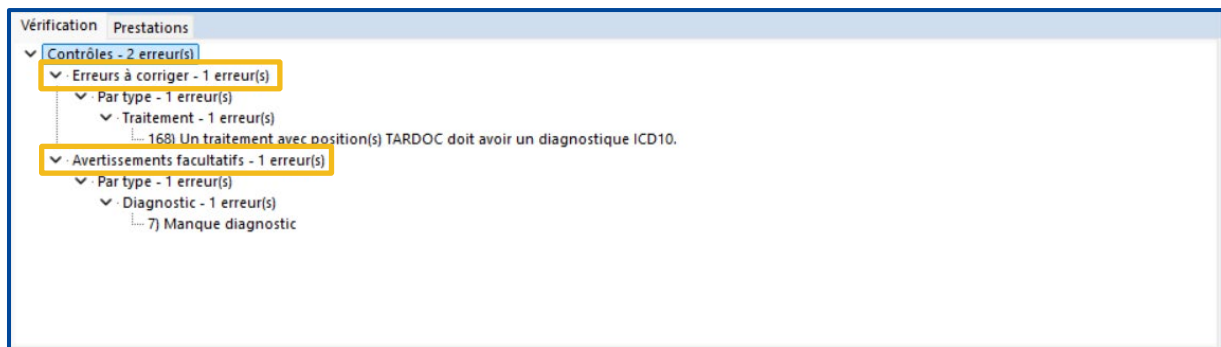 Vérification Prestations
Contrôles - 2 erreur(s)
Erreurs à corriger - 1 erreur(s)
Par type - 1 erreur(s)
Traitement - 1 erreur(s)
168) Un traitement avec position(s) TARDOC doit avoir un diagnostique ICD10.
Avertissements facultatifs - 1 erreur(s)
Par type - 1 erreur(s)
Diagnostic - 1 erreur(s)
7) Manque diagnostic